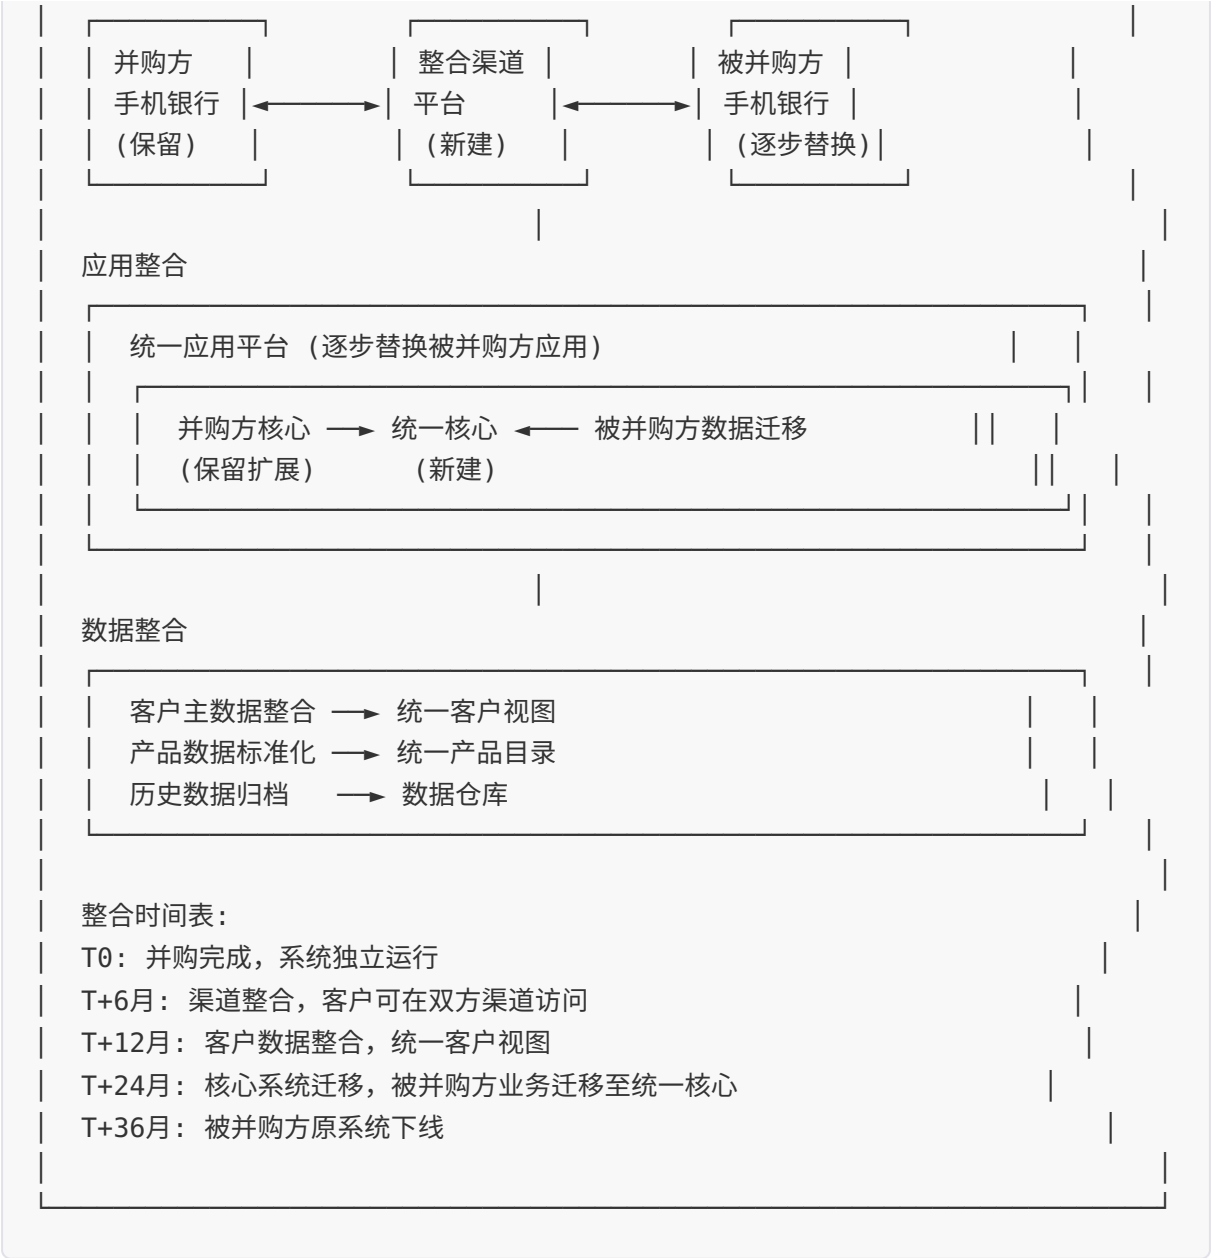 并购方 整合渠道 被并购方
手机银行 平台 手机银行
(保留) (新建) (逐步替换)
应用整合
统一应用平台 (逐步替换被并购方应用)
并购方核心 ──► 统一核心 ◄── 被并购方数据迁移
(保留扩展) (新建)
数据整合
客户主数据整合 ──► 统一客户视图
产品数据标准化 ──► 统一产品目录
历史数据归档 ──► 数据仓库
整合时间表:
T0: 并购完成，系统独立运行
T+6月: 渠道整合，客户可在双方渠道访问
T+12月: 客户数据整合，统一客户视图
T+24月: 核心系统迁移，被并购方业务迁移至统一核心
T+36月: 被并购方原系统下线